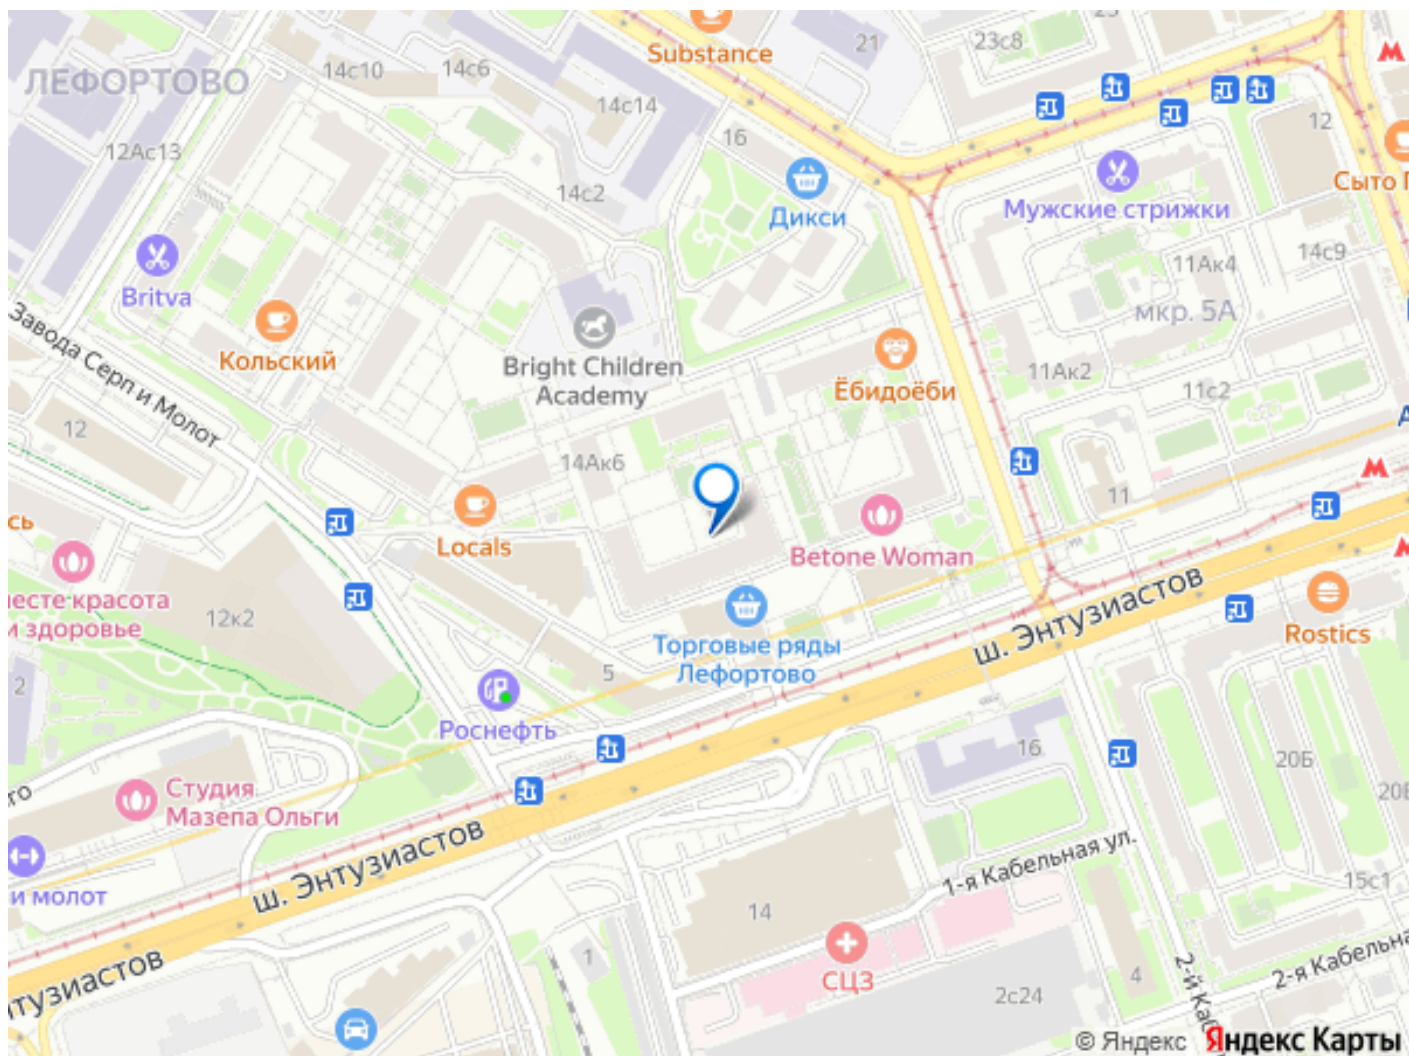 Substance
21
23с8
ЛЕФОРТОВО
14с10
14с6
14с14
16
12
12Ас13
14с2
Дикси
Мужские стрижки
Сыто
Britva
11Ак4
14с9
мкр. 5А
Завода Серп и Молот
Кольский
Bright Children
Academy
Ёбидоёби
11Ак2
11с2
12
14Ак6
11
Locals
Betone Woman
есте красота
и здоровье
12к2
Торговые ряды
Лефортово
ш. Энтузиастов
Rostics
5
2
Роснефть
16
20Б
Студия
Мазепа Ольги
ш. Энтузиастов
и молот
1-я Кабельная ул.
15с1
14
1
СЦЗ
4
2-я Кабельна
2с24
тузиастов
© Яндекс Яндекс Карты